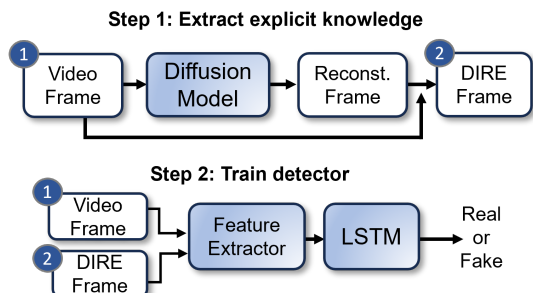 Step 1: Extract explicit knowledge
1
Video
Frame
Diffusion
Model
Reconst.
Frame
2
DIRE
Frame
Step 2: Train detector
1
Video
Frame
2
DIRE
Frame
Feature
Extractor
LSTM
Real
or
Fake